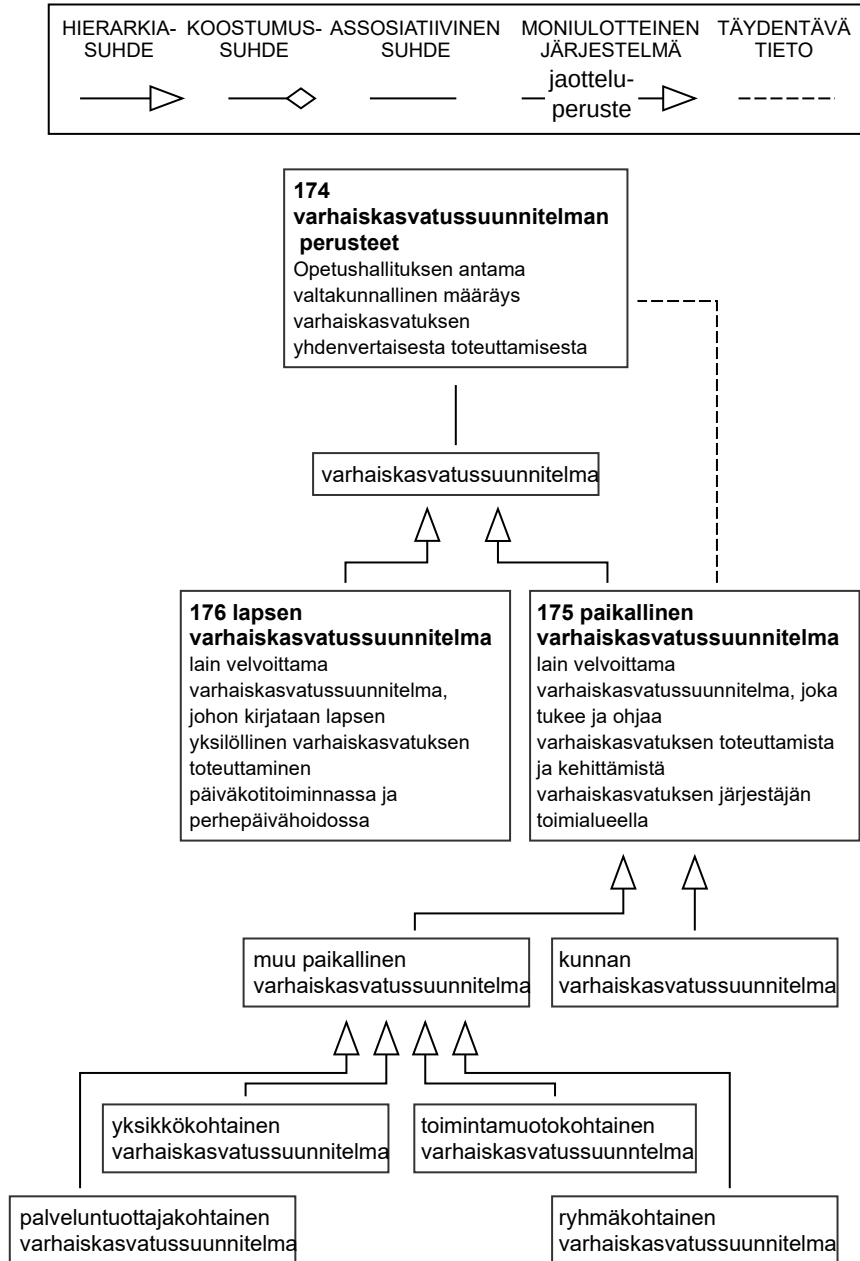 HIERARKIA-
SUHDE
KOOSTUMUS-
SUHDE
ASSOSIATIIVINEN
SUHDE
MONIULOTTEINEN
JÄRJESTELMÄ
jaottelu-
peruste
TÄYDENTÄVÄ
TIETO
174
varhaiskasvatussuunnitelman
perusteet
Opetushallituksen antama
valtakunnallinen määräys
varhaiskasvatuksen
yhdenvertaisesta toteuttamisesta
varhaiskasvatussuunnitelma
176 lapsen
varhaiskasvatussuunnitelma
lain velvoittama
varhaiskasvatussuunnitelma,
johon kirjataan lapsen
yksilöllinen varhaiskasvatuksen
toteuttaminen
päiväkotitoiminnassa ja
perhepäivähoidossa
175 paikallinen
varhaiskasvatussuunnitelma
lain velvoittama
varhaiskasvatussuunnitelma, joka
tukee ja ohjaa
varhaiskasvatuksen toteuttamista
ja kehittämistä
varhaiskasvatuksen järjestäjän
toimialueella
muu paikallinen
varhaiskasvatussuunnitelma
kunnan
varhaiskasvatussuunnitelma
yksikkökohtainen
varhaiskasvatussuunnitelma
toimintamuotokohtainen
varhaiskasvatussuunntelma
palveluntuottajakohtainen
varhaiskasvatussuunnitelma
ryhmäkohtainen
varhaiskasvatussuunnitelma